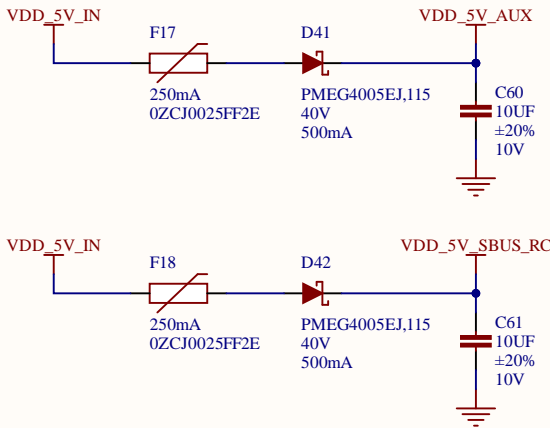 VDD_5V_IN
VDD_5V_AUX
F17
D41
250mA
0ZCJ0025FF2E
PMEG4005EJ,115
40V
500mA
C60
10UF
±20%
10V
VDD_5V_IN
VDD_5V_SBUS_RC
F18
D42
250mA
0ZCJ0025FF2E
PMEG4005EJ,115
40V
500mA
C61
10UF
±20%
10V